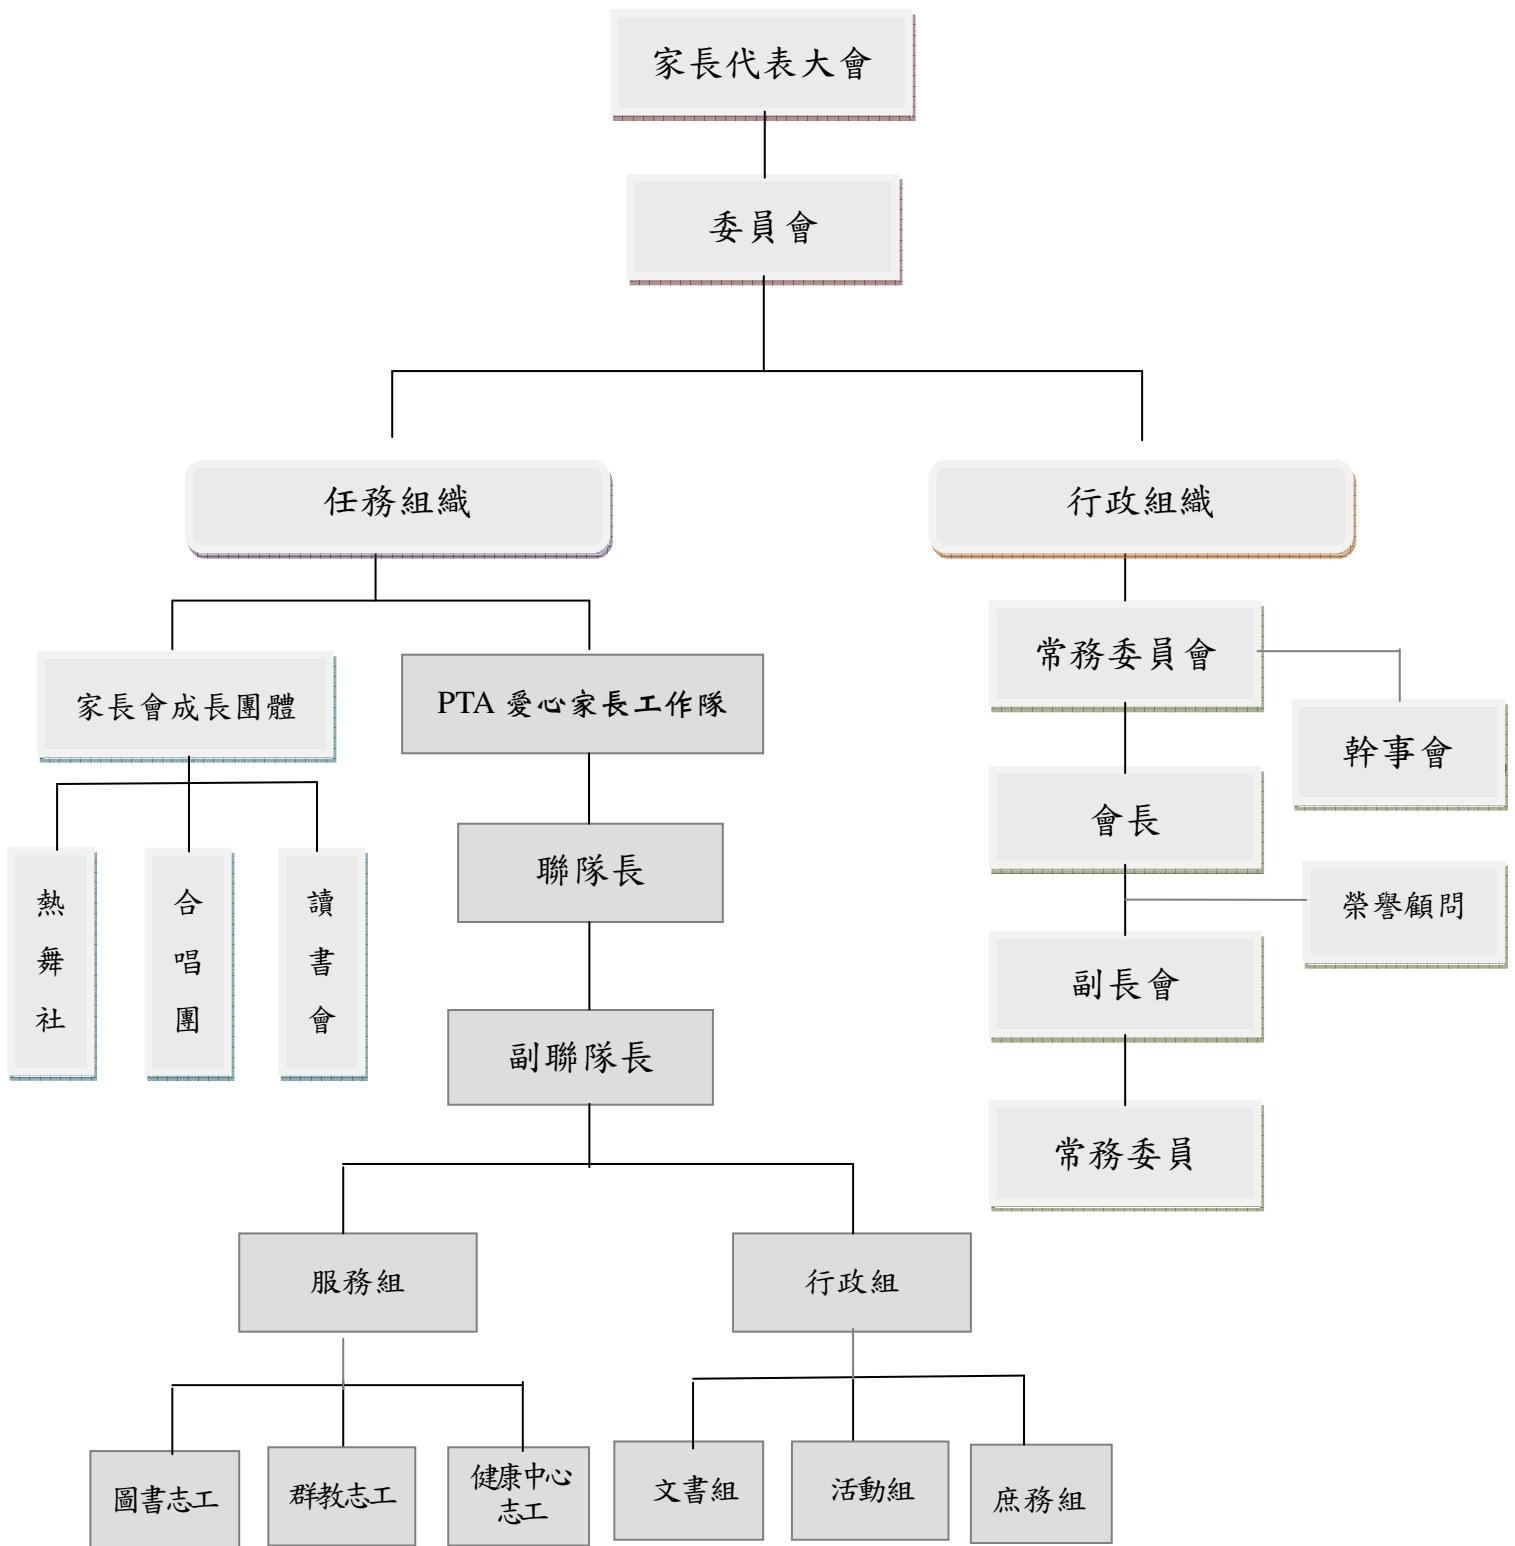 家長代表大會
委員會
任務組織
行政組織
家長會成長團體
PTA 愛心家長工作隊
常務委員會
幹事會
會長
榮譽顧問
副長會
常務委員
熱舞社
合唱團
讀書會
聯隊長
副聯隊長
服務組
行政組
圖書志工
群教志工
健康中心
志工
文書組
活動組
庶務組